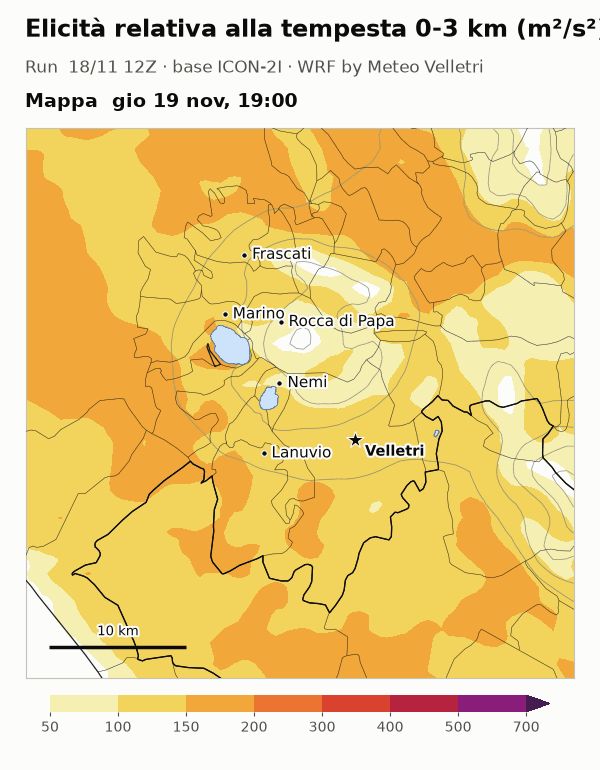 Elicità relativa alla tempesta 0-3 km (m²/s²)
Run 18/11 12Z · base ICON-2I · WRF by Meteo Velletri
Mappa gio 19 nov, 19:00
Frascati
Marino
Rocca di Papa
Nemi
Velletri
Lanuvio
10 km
50 100 150 200 300 400 500 700